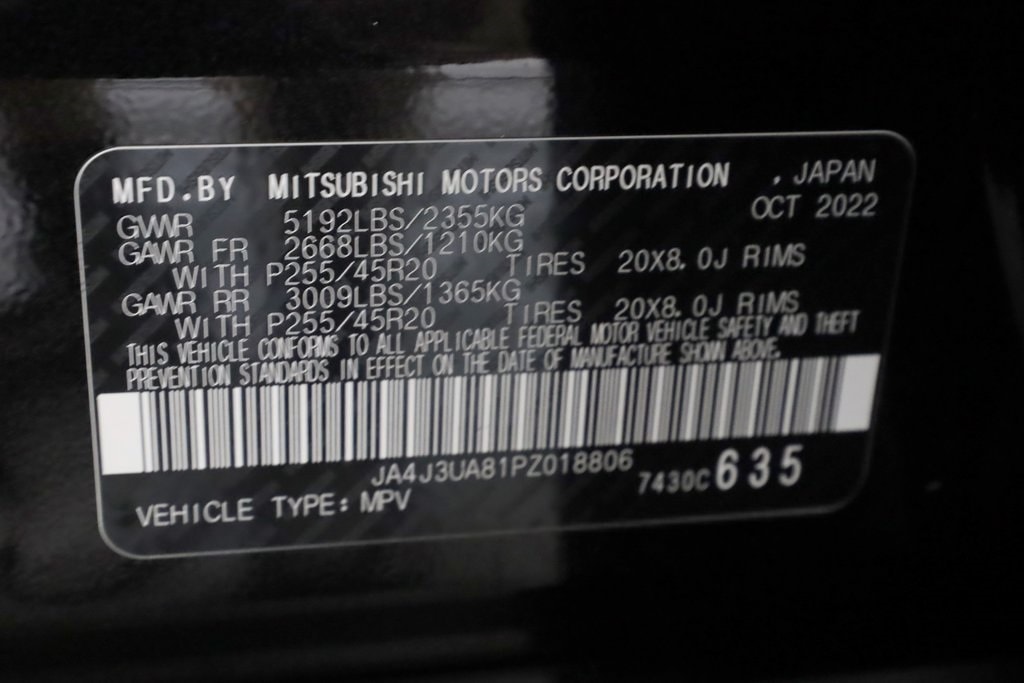 MFD.BY MITSUBISHI MOTORS CORPORATION , JAPAN
GVWR 5192LBS/2355KG OCT 2022
GAWR FR 2668LBS/1210KG
WITH P255/45R20 TIRES 20X8.0J RIMS
GAWR RR 3009LBS/1365KG
WITH P255/45R20 TIRES 20X8.0J RIMS
THIS VEHICLE CONFORMS TO ALL APPLICABLE FEDERAL MOTOR VEHICLE SAFETY AND THEFT
PREVENTION STANDARDS IN EFFECT ON THE DATE OF MANUFACTURE SHOWN ABOVE.
JA4J3UA81PZ018806 7430C 635
VEHICLE TYPE: MPV